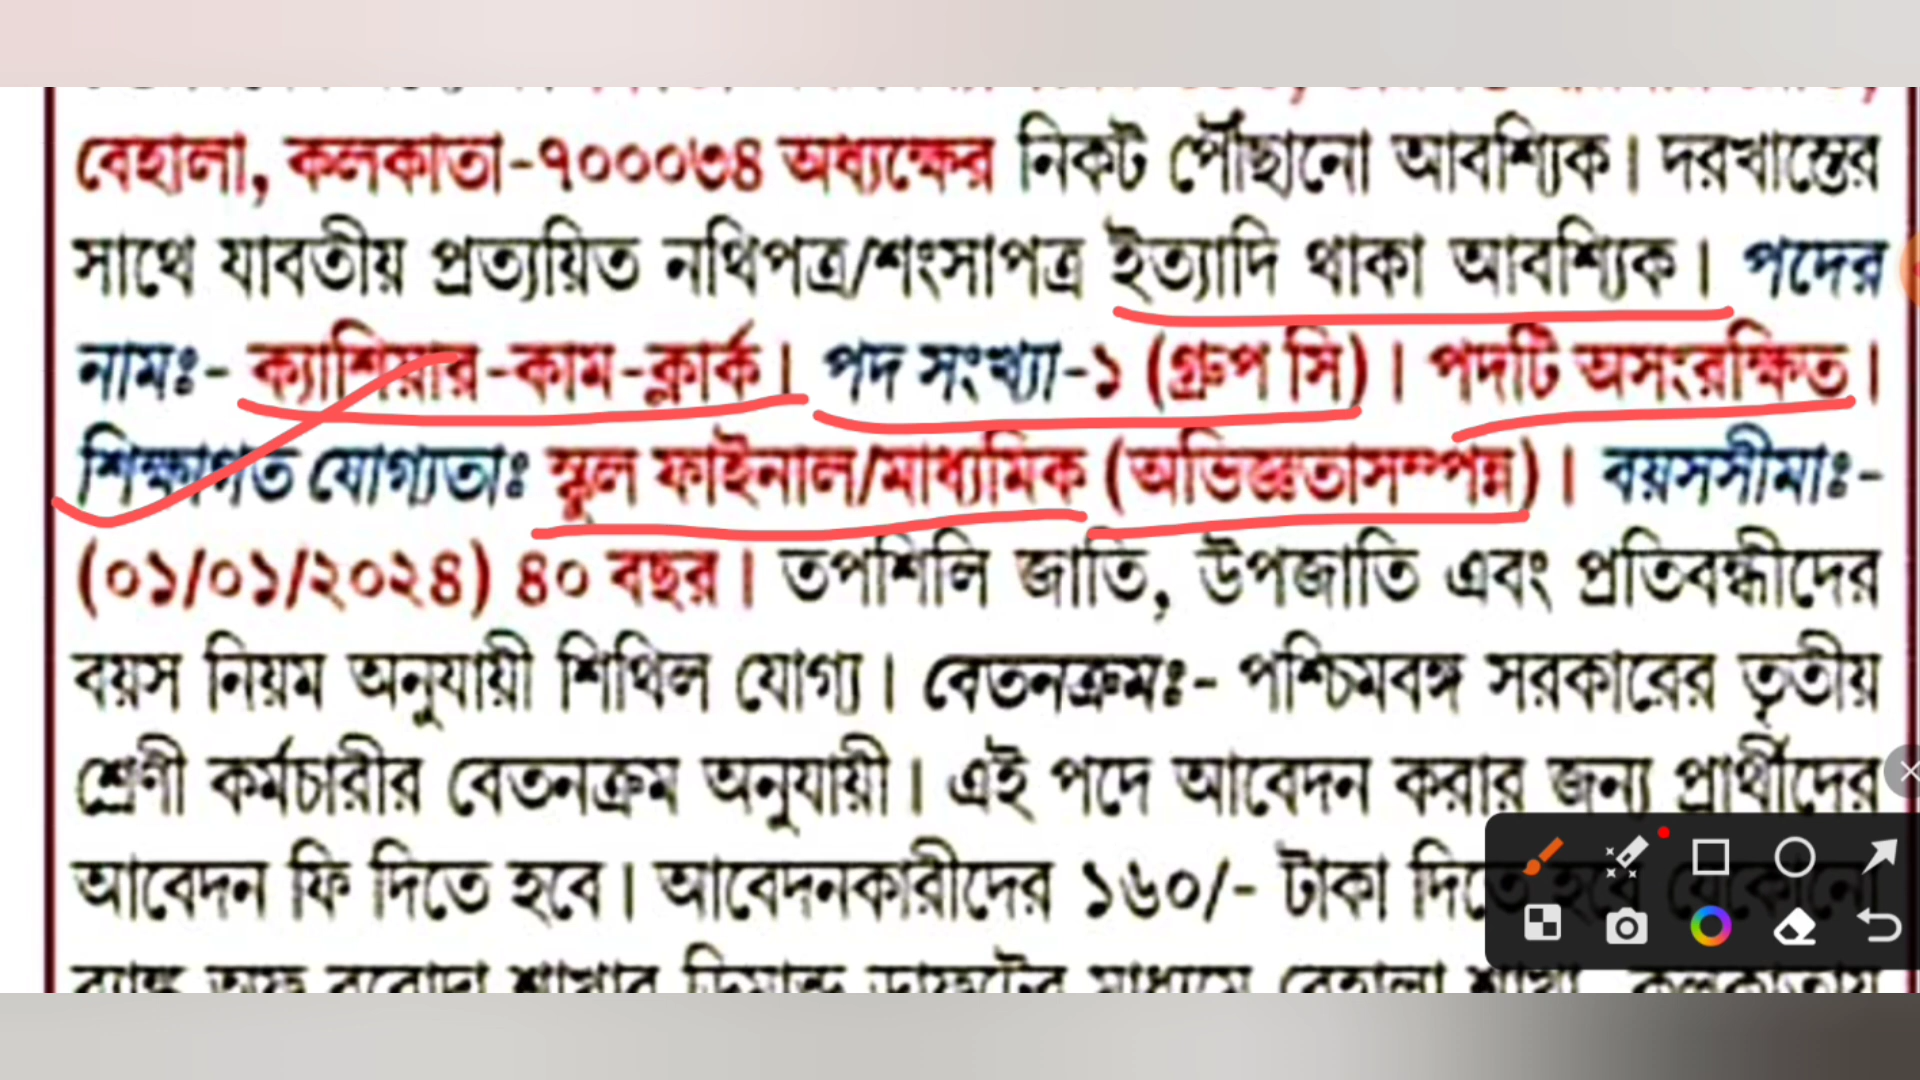 বেহালা, কলকাতা-৭০০০৩৪ অধ্যক্ষের নিকট পৌঁছানো আবশ্যিক। দরখাস্তের
সাথে যাবতীয় প্রত্যয়িত নথিপত্র/শংসাপত্র ইত্যাদি থাকা আবশ্যিক। পদের
নামঃ- ক্যাশিয়ার-কাম-ক্লার্ক। পদ সংখ্যা-১ (গ্রুপ সি)। পদটি অসংরক্ষিত।
শিক্ষাগত যোগ্যতাঃ স্কুল ফাইনাল/মাধ্যমিক (অভিজ্ঞতাসম্পন্ন)। বয়সসীমাঃ-
(০১/০১/২০২৪) ৪০ বছর। তপশিলি জাতি, উপজাতি এবং প্রতিবন্ধীদের
বয়স নিয়ম অনুযায়ী শিথিল যোগ্য। বেতনক্রমঃ- পশ্চিমবঙ্গ সরকারের তৃতীয়
শ্রেণী কর্মচারীর বেতনক্রম অনুযায়ী। এই পদে আবেদন করার জন্য প্রার্থীদের
আবেদন ফি দিতে হবে। আবেদনকারীদের ১৬০/- টাকা দিতে হবে যেকোনো